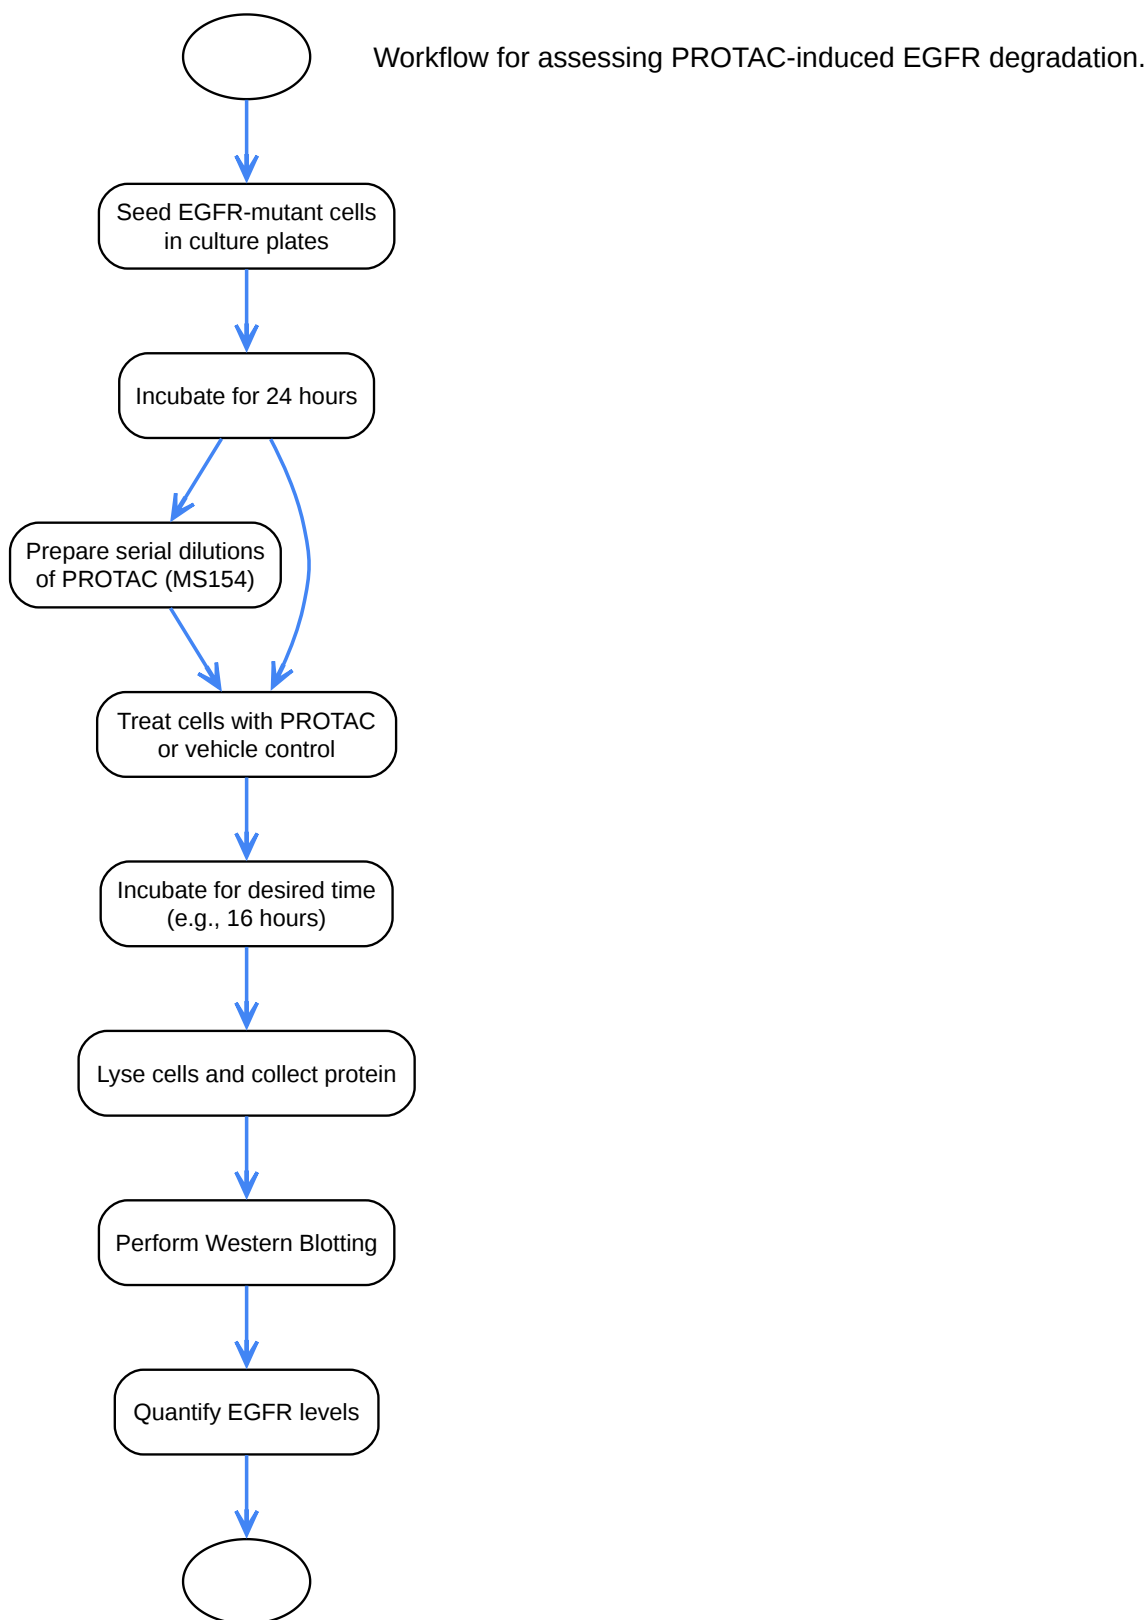 Workflow for assessing PROTAC-induced EGFR degradation.
Seed EGFR-mutant cells
in culture plates
Incubate for 24 hours
Prepare serial dilutions
of PROTAC (MS154)
Treat cells with PROTAC
or vehicle control
Incubate for desired time
(e.g., 16 hours)
Lyse cells and collect protein
Perform Western Blotting
Quantify EGFR levels